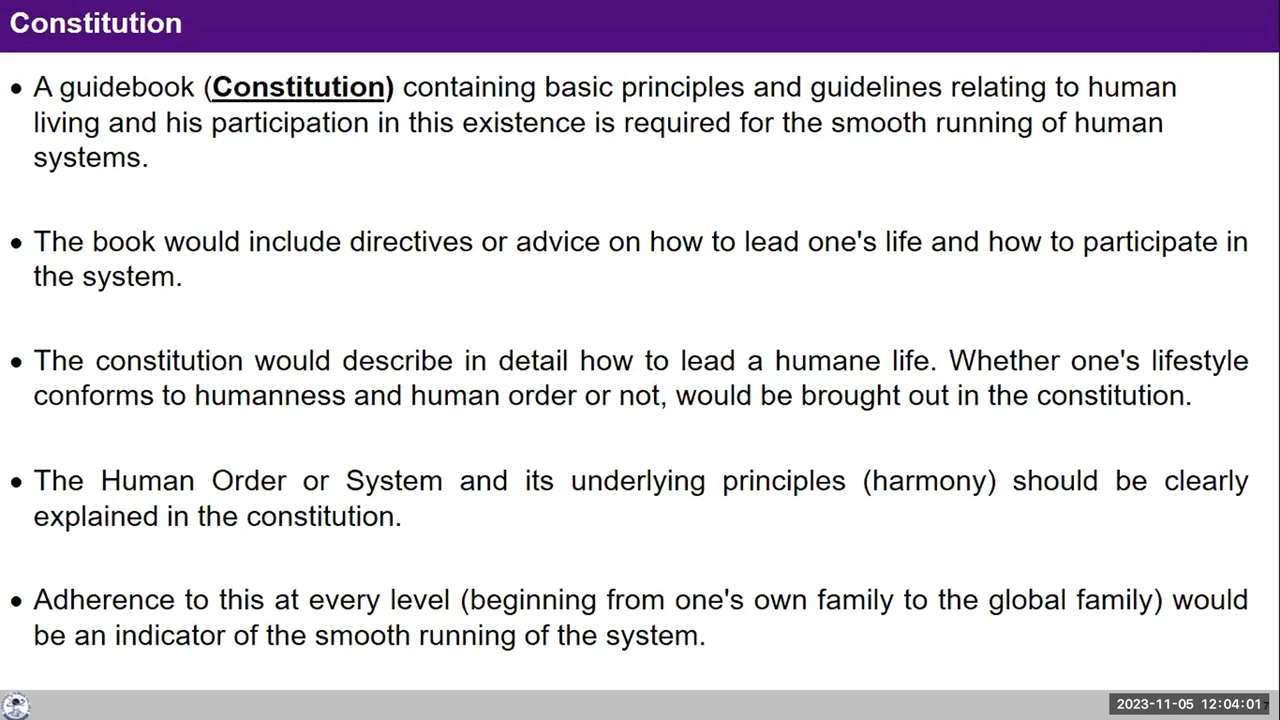 Constitution
• A guidebook (Constitution) containing basic principles and guidelines relating to human
living and his participation in this existence is required for the smooth running of human
systems.
• The book would include directives or advice on how to lead one's life and how to participate in
the system.
• The constitution would describe in detail how to lead a humane life. Whether one's lifestyle
conforms to humanness and human order or not, would be brought out in the constitution.
• The Human Order or System and its underlying principles (harmony) should be clearly
explained in the constitution.
• Adherence to this at every level (beginning from one's own family to the global family) would
be an indicator of the smooth running of the system.
2023-11-05 12:04:01
7